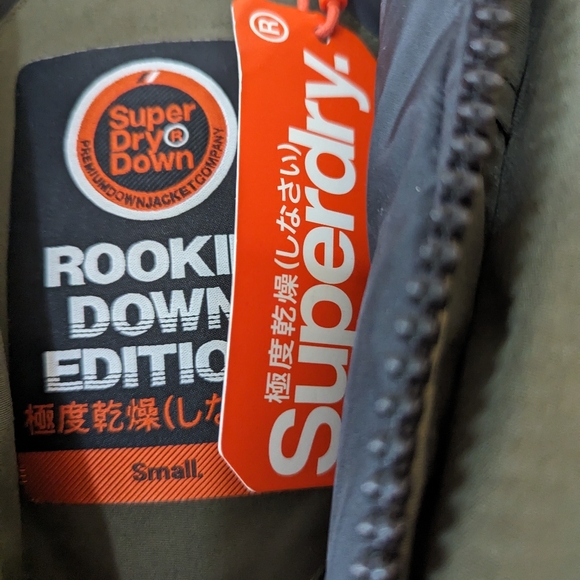 Super
Dry®
Down
PREMIUMDOWNJACKETCOMPANY
ROOKI
DOWN
EDITIO
極度乾燥(しな
Small.
®
Superdry.
極度乾燥(しなさい)